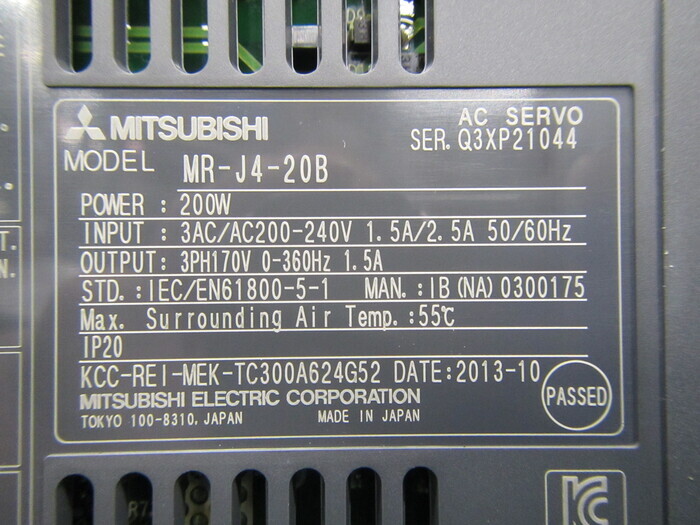 MITSUBISHI
AC SERVO
SER. Q3XP21044
MODEL MR-J4-20B
POWER : 200W
INPUT : 3AC/AC200-240V 1.5A/2.5A 50/60Hz
OUTPUT: 3PH170V 0-360Hz 1.5A
STD.:IEC/EN61800-5-1 MAN.:IB(NA)0300175
Max. Surrounding Air Temp.:55℃
IP20
KCC-REI-MEK-TC300A624G52 DATE:2013-10
PASSED
MITSUBISHI ELECTRIC CORPORATION
TOKYO 100-8310, JAPAN MADE IN JAPAN